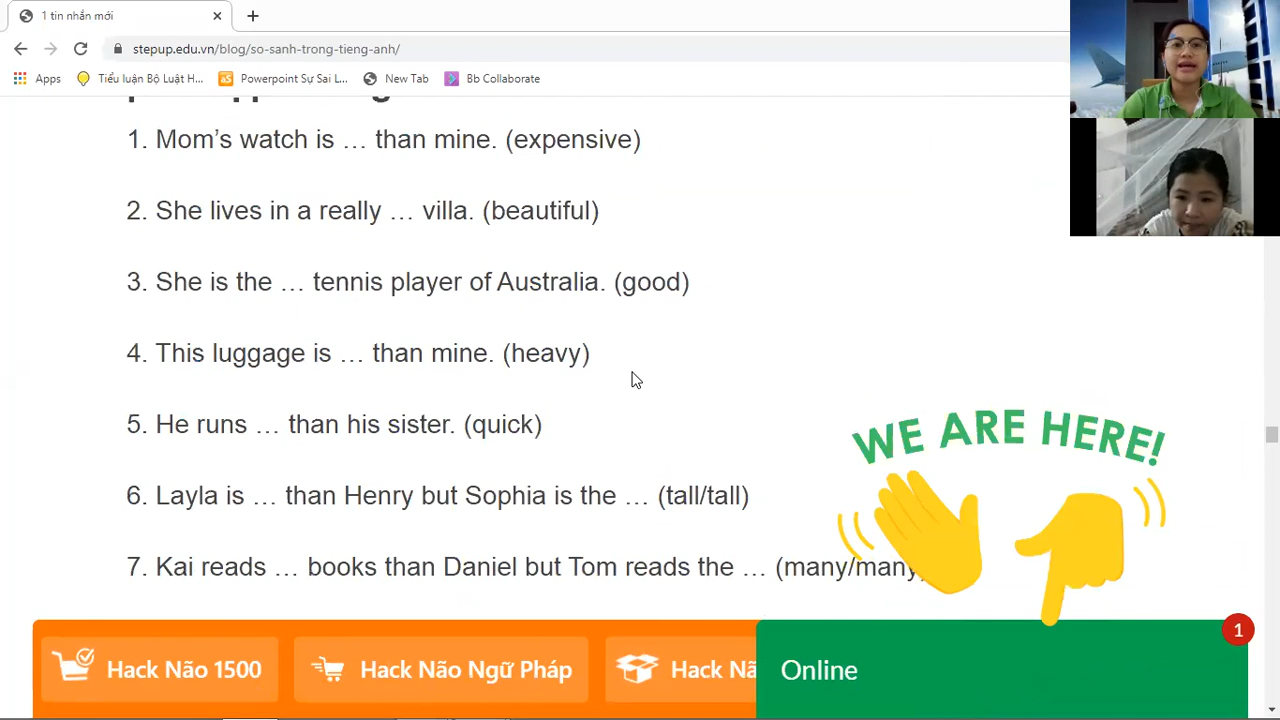 1 tin nhắn mới
stepup.edu.vn/blog/so-sanh-trong-tieng-anh/
Apps
Tiểu luận Bộ Luật H...
Powerpoint Sự Sai L...
New Tab
Bb Collaborate
1. Mom’s watch is … than mine. (expensive)
2. She lives in a really … villa. (beautiful)
3. She is the … tennis player of Australia. (good)
4. This luggage is … than mine. (heavy)
5. He runs … than his sister. (quick)
6. Layla is … than Henry but Sophia is the … (tall/tall)
7. Kai reads … books than Daniel but Tom reads the … (many/many)
WE ARE HERE!
Hack Não 1500
Hack Não Ngữ Pháp
Hack
Online
1